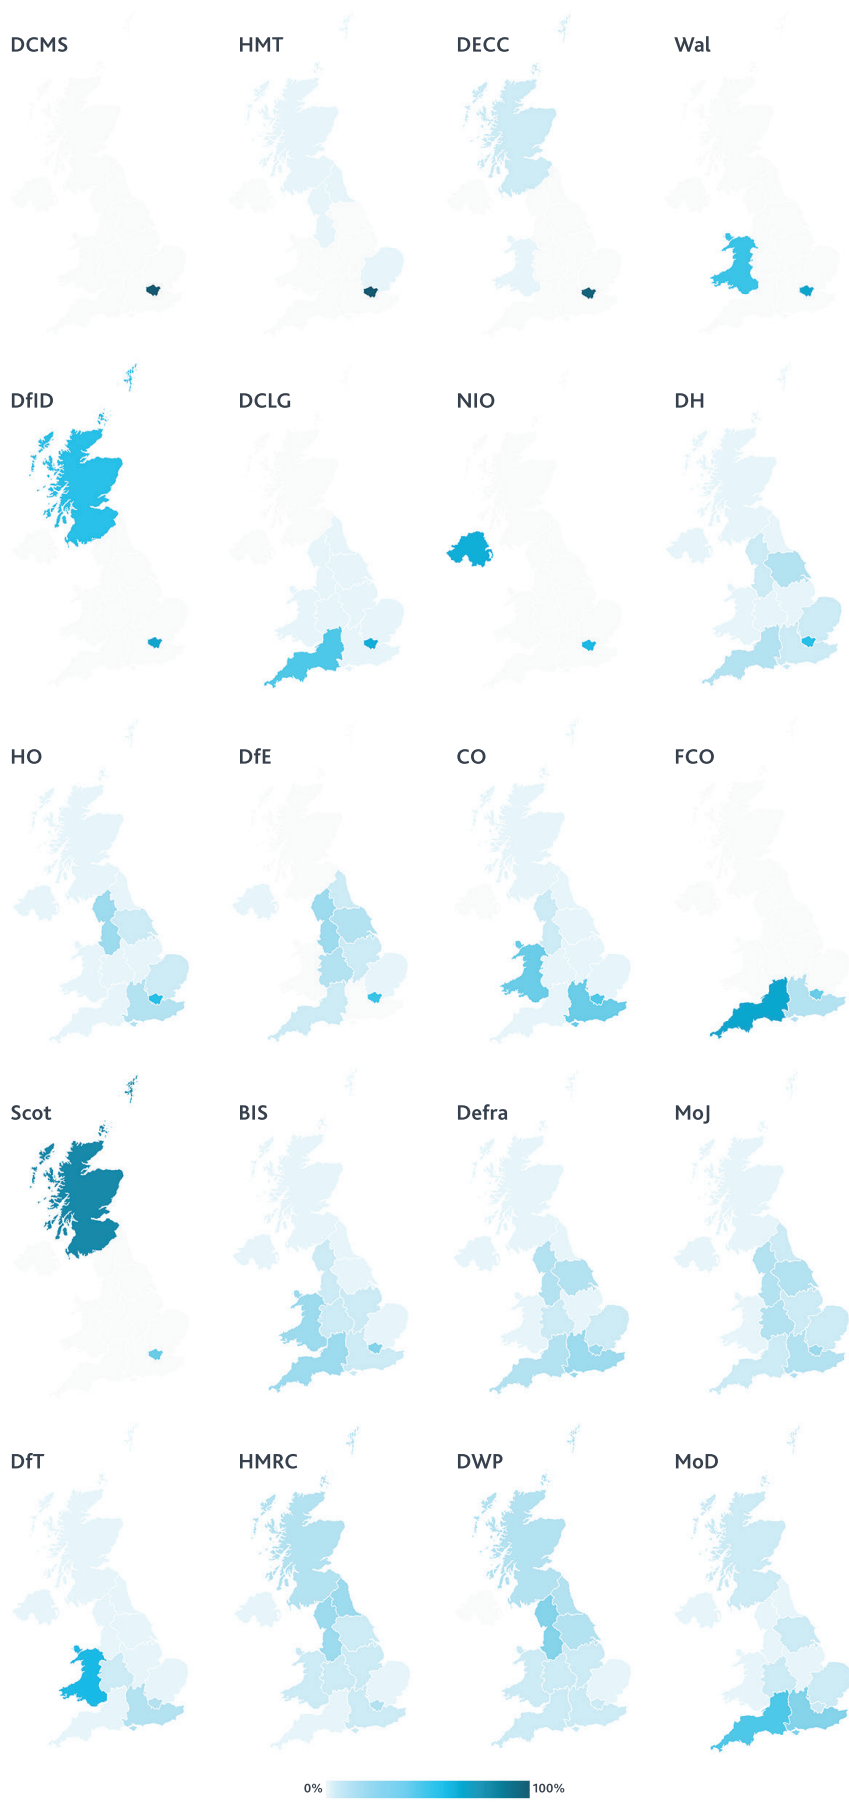 DCMS HMT DECC Wal
DfID DCLG NIO DH
HO DfE CO FCO
Scot BIS Defra MoJ
DfT HMRC DWP MoD
0% 100%